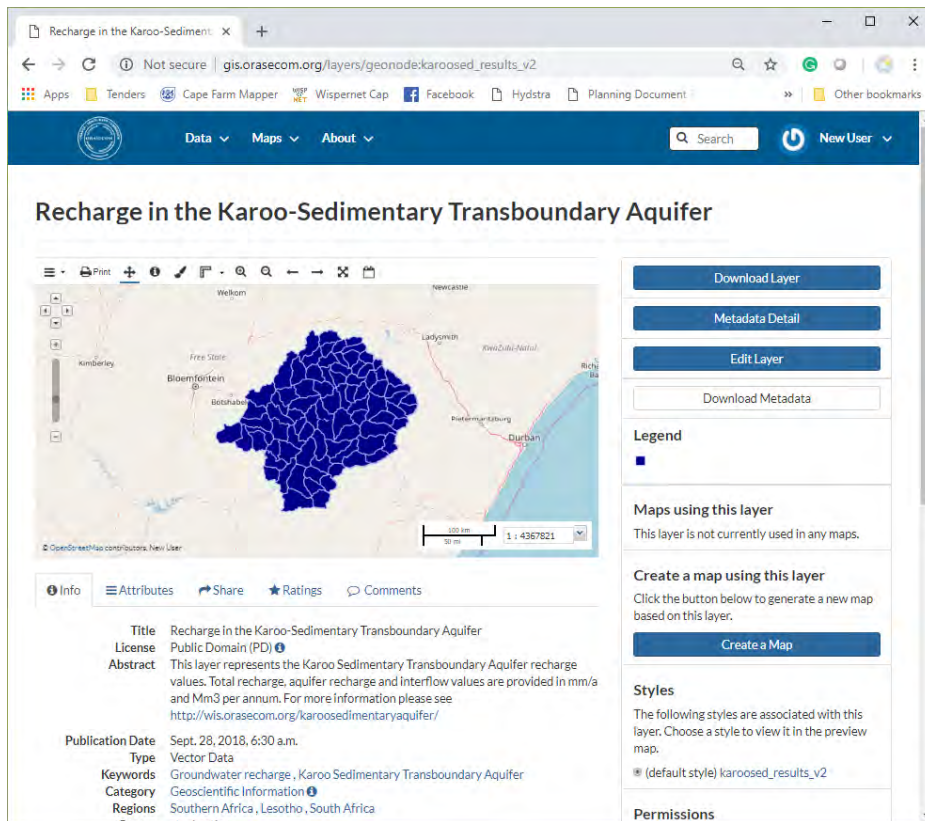 Recharge in the Karoo-Sediment
Not secure | gis.orasecom.org/layers/geonode:karoosed_results_v2
Apps Tenders Cape Farm Mapper Wispernet Cap Facebook Hydstra Planning Document » Other bookmarks
Data Maps About Search New User
Recharge in the Karoo-Sedimentary Transboundary Aquifer
Print
Welkom
Newcastle
Ladysmith
KwaZulu-Natal
Kimberley
Free State
Bloemfontein
Botshabel
Pietermaritzburg
Durban
100 km
50 mi
1 : 4367821
© OpenStreetMap contributors, New User
Download Layer
Metadata Detail
Edit Layer
Download Metadata
Legend
Maps using this layer
This layer is not currently used in any maps.
Create a map using this layer
Click the button below to generate a new map
based on this layer.
Create a Map
Styles
The following styles are associated with this
layer. Choose a style to view it in the preview
map.
(default style) karoosed_results_v2
Permissions
Info Attributes Share Ratings Comments
Title Recharge in the Karoo-Sedimentary Transboundary Aquifer
License Public Domain (PD)
Abstract This layer represents the Karoo Sedimentary Transboundary Aquifer recharge
values. Total recharge, aquifer recharge and interflow values are provided in mm/a
and Mm3 per annum. For more information please see
http://wis.orasecom.org/karoosedimentaryaquifer/
Publication Date Sept. 28, 2018, 6:30 a.m.
Type Vector Data
Keywords Groundwater recharge , Karoo Sedimentary Transboundary Aquifer
Category Geoscientific Information
Regions Southern Africa , Lesotho , South Africa